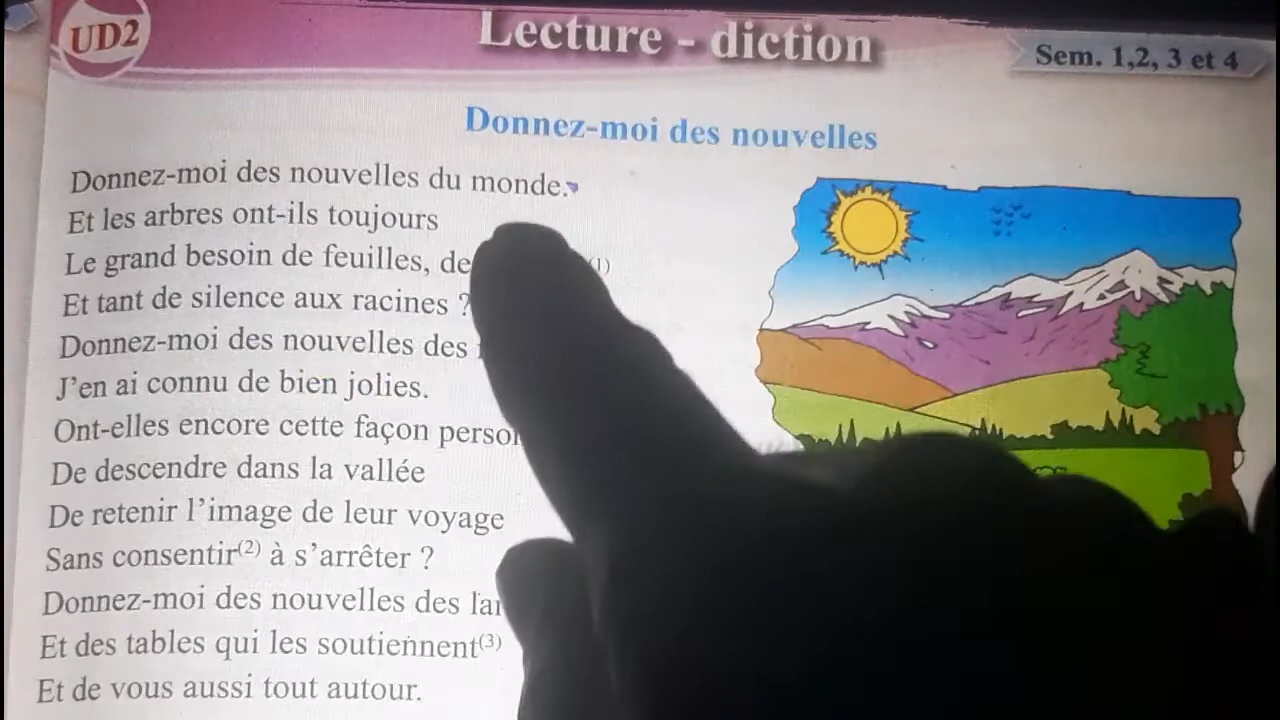 UD2
Lecture - diction
Sem. 1,2, 3 et 4
Donnez-moi des nouvelles
Donnez-moi des nouvelles du monde.
Et les arbres ont-ils toujours
Le grand besoin de feuilles, de (1)
Et tant de silence aux racines ?
Donnez-moi des nouvelles des
J'en ai connu de bien jolies.
Ont-elles encore cette façon
De descendre dans la vallée
De retenir l'image de leur voyage
Sans consentir(2) à s'arrêter ?
Donnez-moi des nouvelles des
Et des tables qui les soutiennent(3)
Et de vous aussi tout autour.